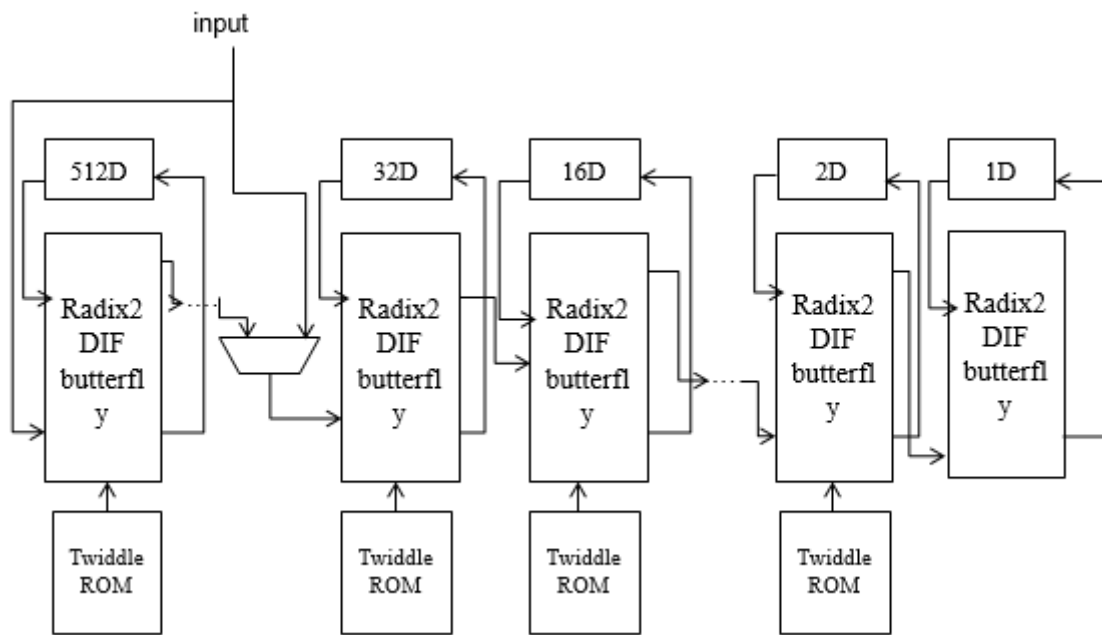 input
512D
32D
16D
2D
1D
Radix2
DIF
butterfl
y
Radix2
DIF
butterfl
y
Radix2
DIF
butterfl
y
Radix2
DIF
butterfl
y
Radix2
DIF
butterfl
y
Twiddle
ROM
Twiddle
ROM
Twiddle
ROM
Twiddle
ROM